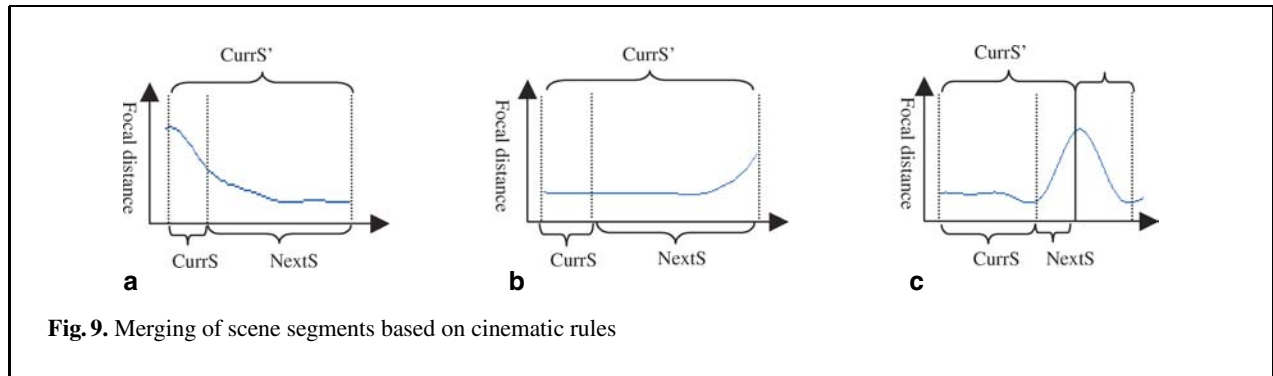 CurrS’
Focal distance
CurrS
NextS
a
CurrS’
Focal distance
CurrS
NextS
b
CurrS’
Focal distance
CurrS
NextS
c
Fig. 9. Merging of scene segments based on cinematic rules